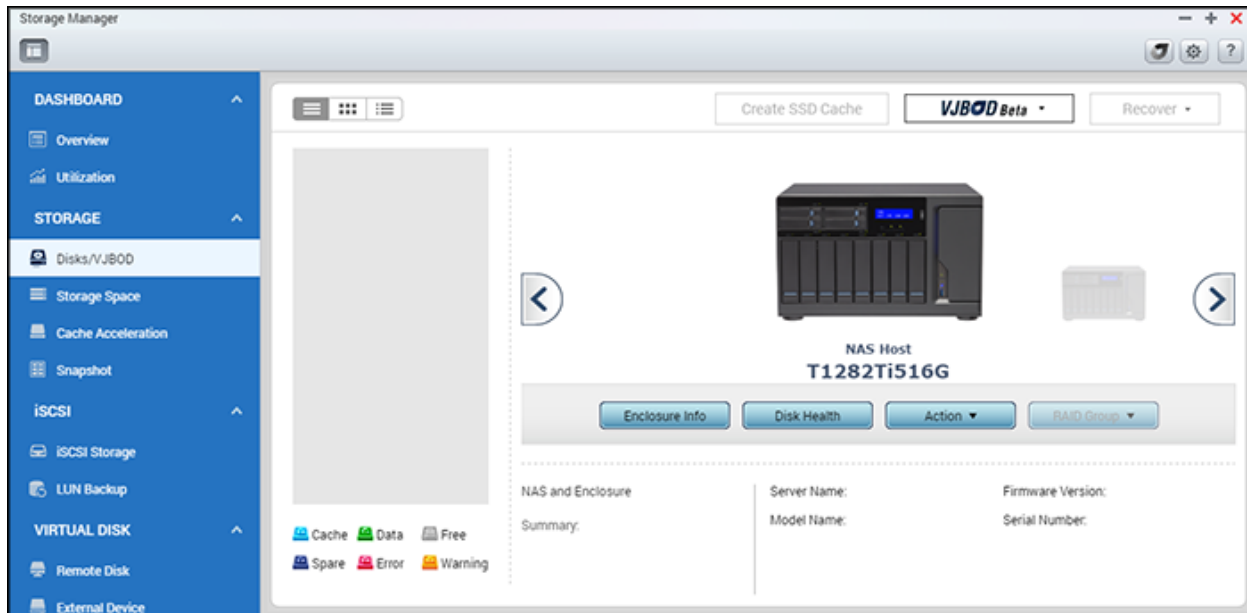 Storage Manager
DASHBOARD
Overview
Utilization
STORAGE
Disks/VJBOD
Storage Space
Cache Acceleration
Snapshot
iSCSI
iSCSI Storage
LUN Backup
VIRTUAL DISK
Remote Disk
External Device
Create SSD Cache
VJBOD Beta
Recover
NAS Host
T1282Ti516G
Enclosure Info
Disk Health
Action
RAID Group
Cache Data Free
Spare Error Warning
NAS and Enclosure
Summary:
Server Name:
Model Name:
Firmware Version:
Serial Number: